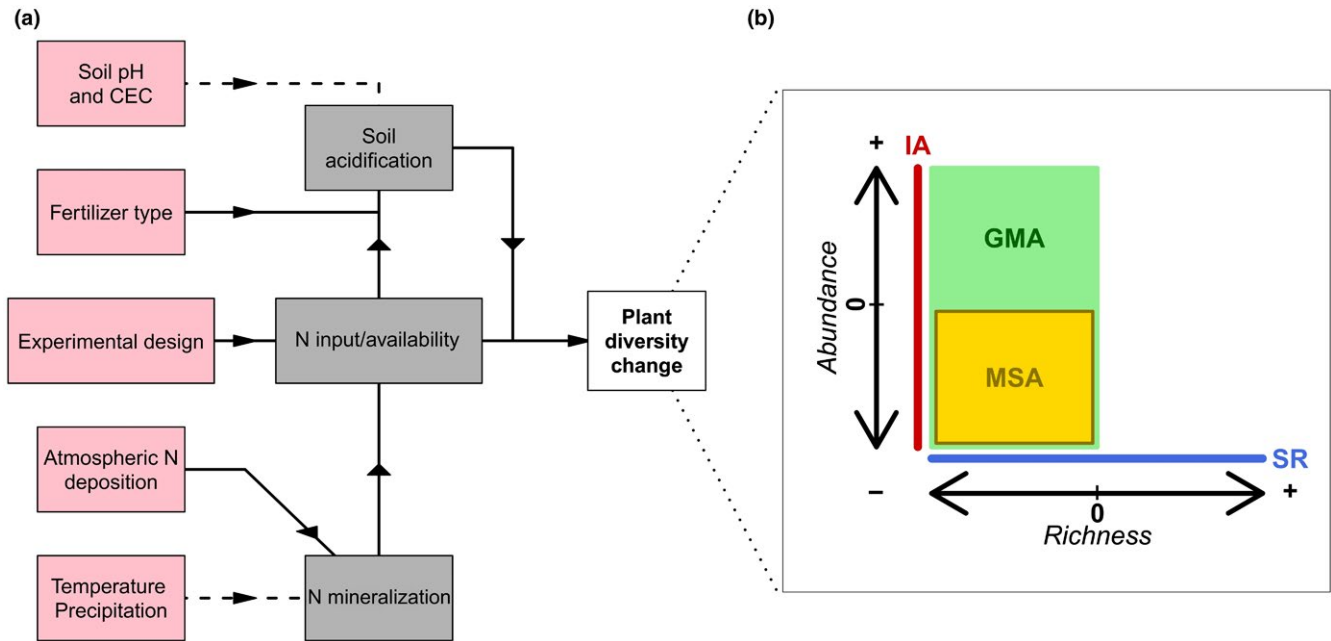 (a)
Soil pH
and CEC
Soil
acidification
Fertilizer type
Experimental design
N input/availability
Plant
diversity
change
Atmospheric N
deposition
Temperature
Precipitation
N mineralization
(b)
+
IA
GMA
Abundance
0
MSA
SR
–
+
0
Richness